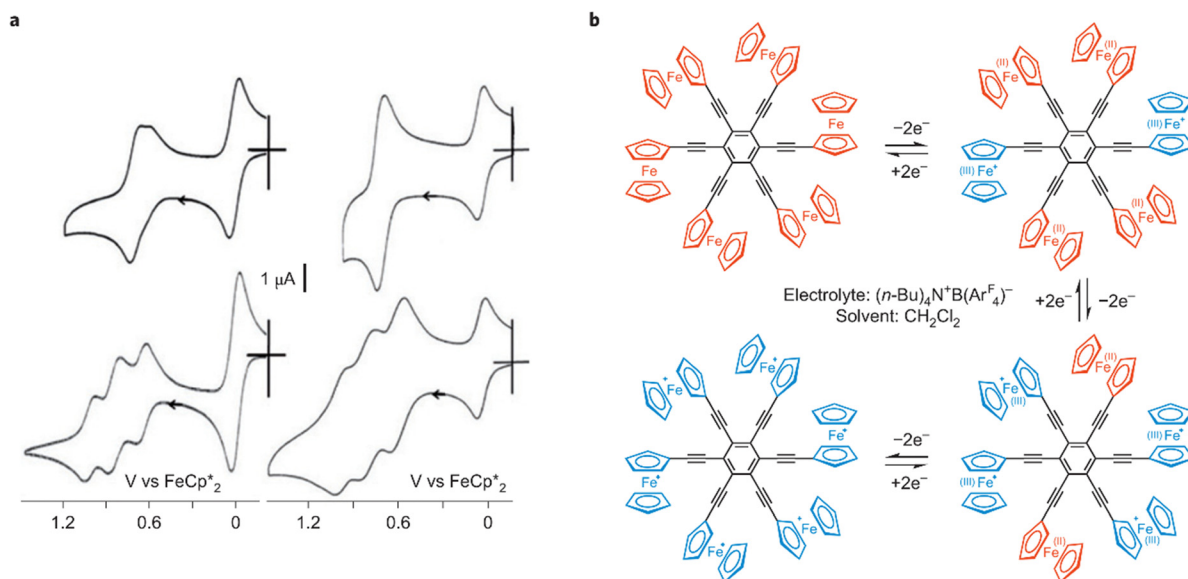 a
1 μA
V vs FeCp*₂
V vs FeCp*₂
1.2 0.6 0
1.2 0.6 0
b
Fe
Fe
Fe
Fe
Fe
Fe
−2e⁻
+2e⁻
Fe(II)
(II)Fe
(III)Fe⁺
(III)Fe⁺
Fe(II)
Fe(II)
Electrolyte: (n-Bu)₄N⁺B(Arᶠ₄)⁻
Solvent: CH₂Cl₂
+2e⁻
−2e⁻
Fe⁺
Fe⁺
Fe⁺
Fe⁺
Fe⁺
Fe⁺
−2e⁻
+2e⁻
Fe(II)
Fe⁺(III)
(III)Fe⁺
(III)Fe⁺
Fe(II)
Fe⁺(III)